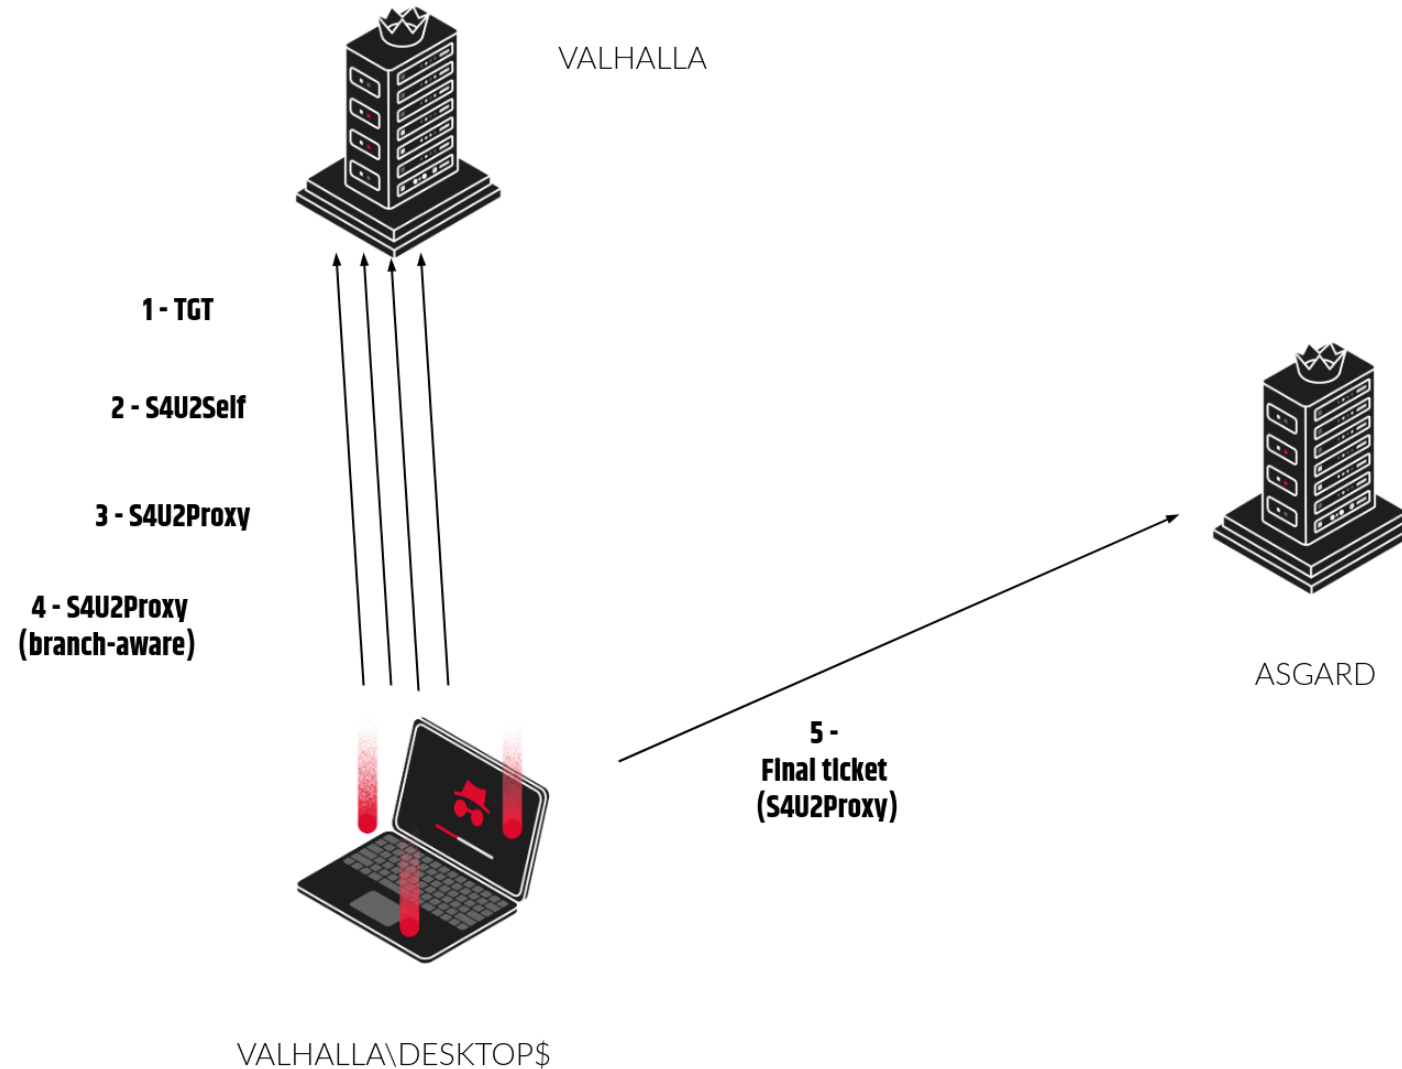 VALHALLA
1 - TGT
2 - S4U2Self
3 - S4U2Proxy
4 - S4U2Proxy
(branch-aware)
ASGARD
5 -
Final ticket
(S4U2Proxy)
VALHALLA\DESKTOP$